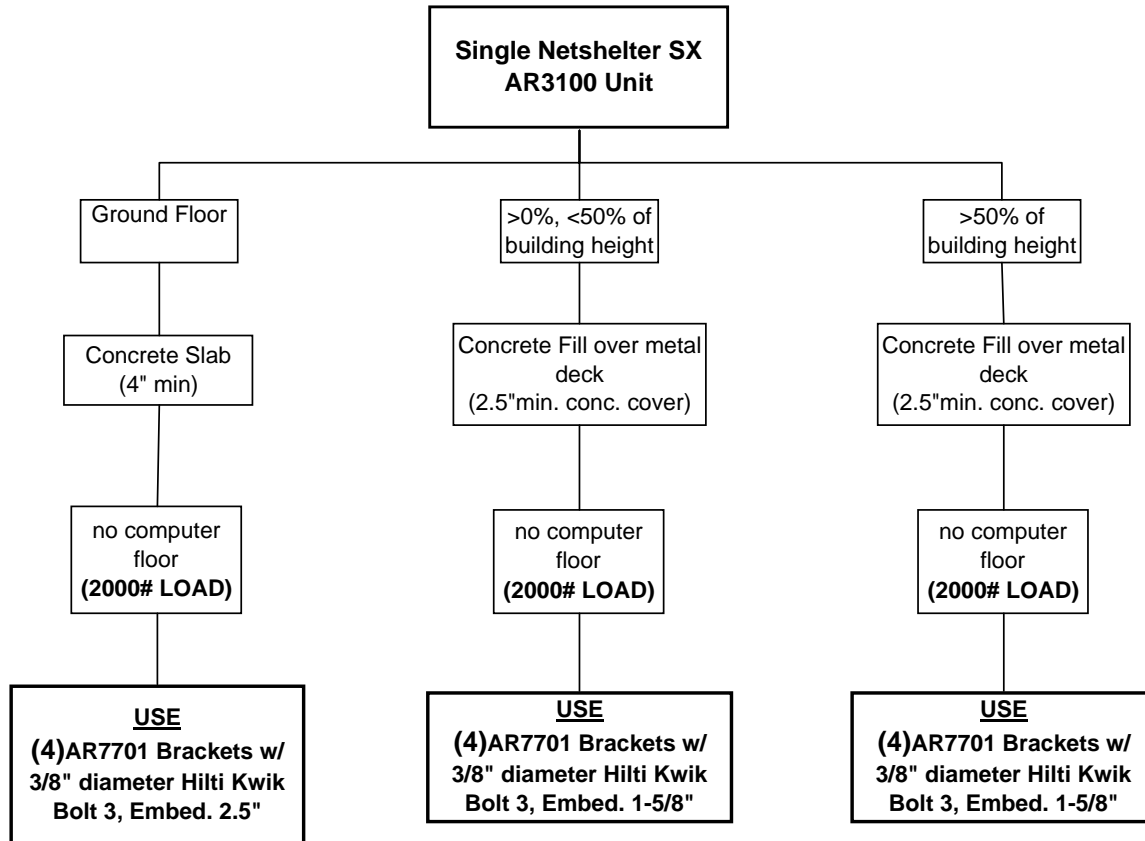 Single Netshelter SX
AR3100 Unit
Ground Floor
>0%, <50% of
building height
>50% of
building height
Concrete Slab
(4" min)
Concrete Fill over metal
deck
(2.5"min. conc. cover)
Concrete Fill over metal
deck
(2.5"min. conc. cover)
no computer
floor
(2000# LOAD)
no computer
floor
(2000# LOAD)
no computer
floor
(2000# LOAD)
USE
(4)AR7701 Brackets w/
3/8" diameter Hilti Kwik
Bolt 3, Embed. 2.5"
USE
(4)AR7701 Brackets w/
3/8" diameter Hilti Kwik
Bolt 3, Embed. 1-5/8"
USE
(4)AR7701 Brackets w/
3/8" diameter Hilti Kwik
Bolt 3, Embed. 1-5/8"